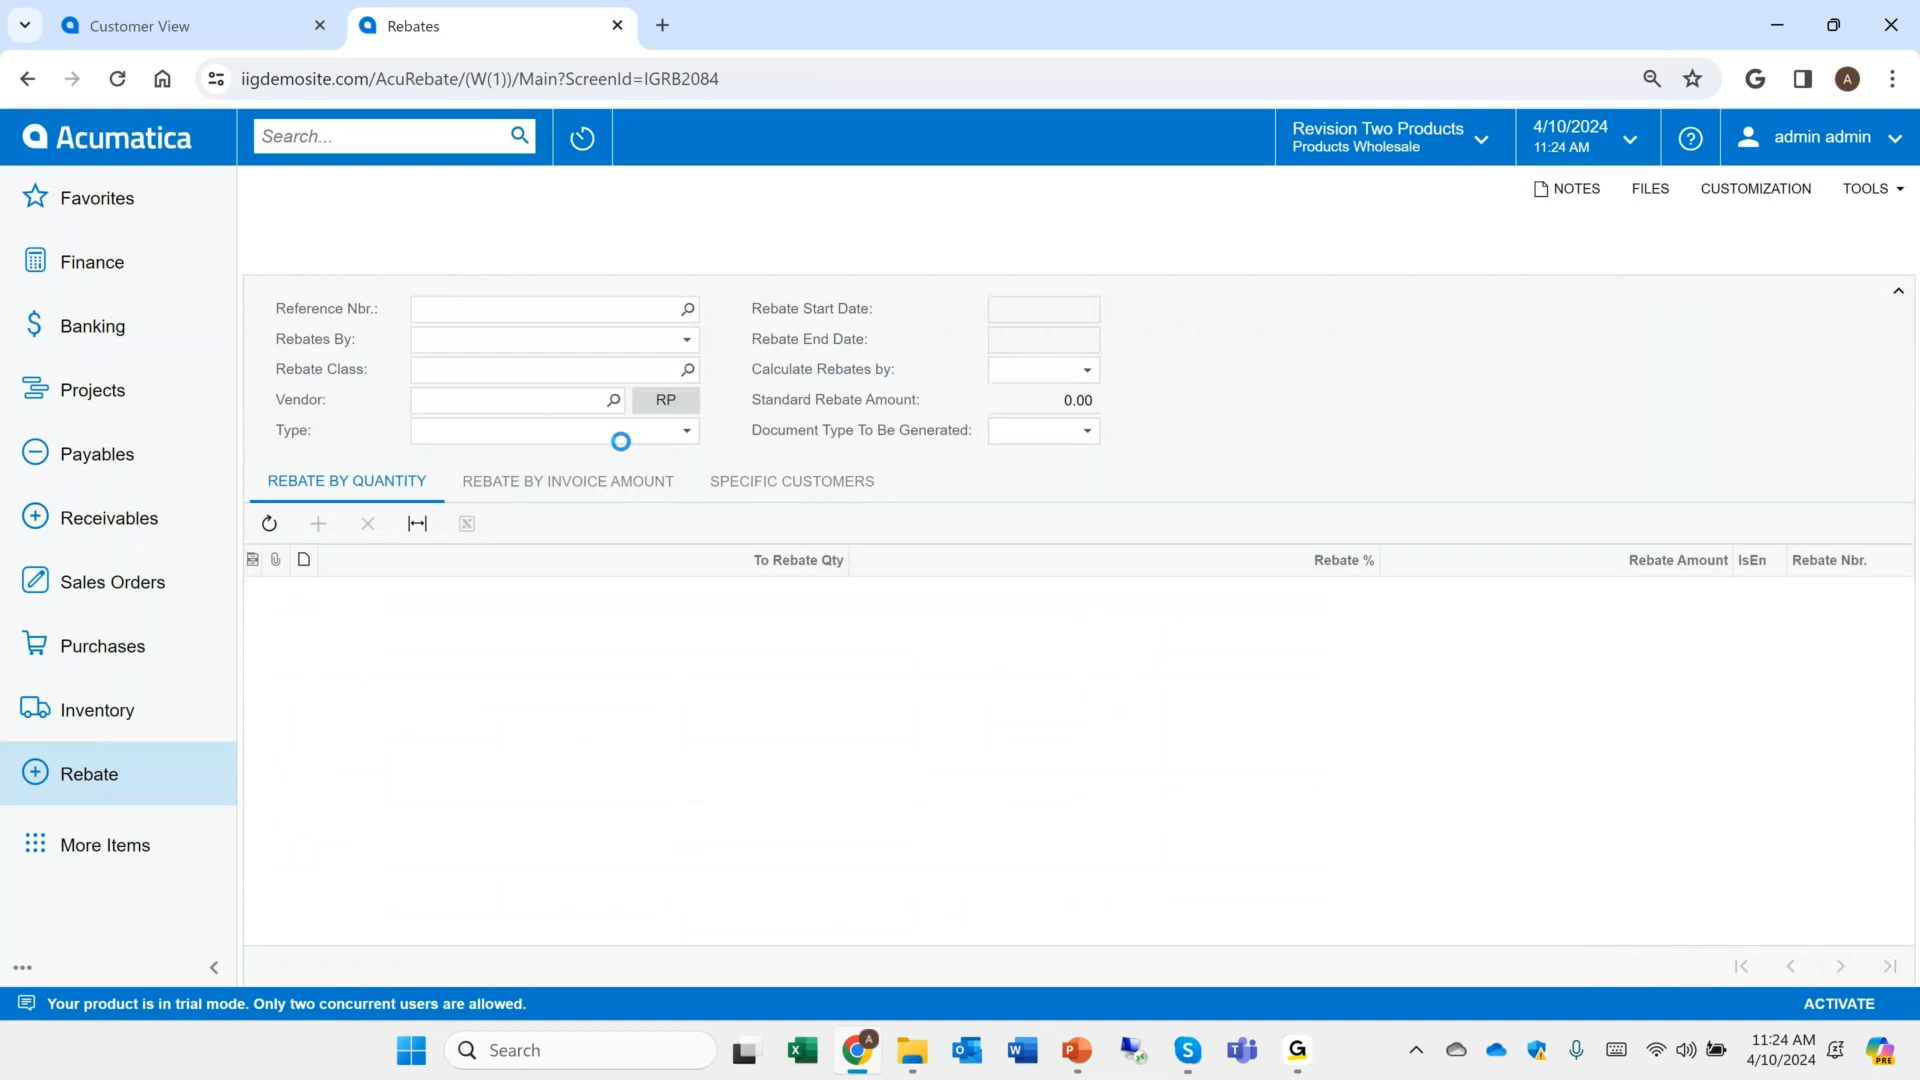 Customer View
Rebates
iigdemosite.com/AcuRebate/(W(1))/Main?ScreenId=IGRB2084
G
A
Acumatica
Search...
Revision Two Products
Products Wholesale
4/10/2024
11:24 AM
admin admin
NOTES
FILES
CUSTOMIZATION
TOOLS
Favorites
Finance
Banking
Projects
Payables
Receivables
Sales Orders
Purchases
Inventory
Rebate
More Items
Reference Nbr.:
Rebates By:
Rebate Class:
Vendor:
RP
Type:
Rebate Start Date:
Rebate End Date:
Calculate Rebates by:
Standard Rebate Amount:
0.00
Document Type To Be Generated:
REBATE BY QUANTITY
REBATE BY INVOICE AMOUNT
SPECIFIC CUSTOMERS
To Rebate Qty
Rebate %
Rebate Amount
IsEn
Rebate Nbr.
Your product is in trial mode. Only two concurrent users are allowed.
ACTIVATE
Search
11:24 AM
4/10/2024
PRE